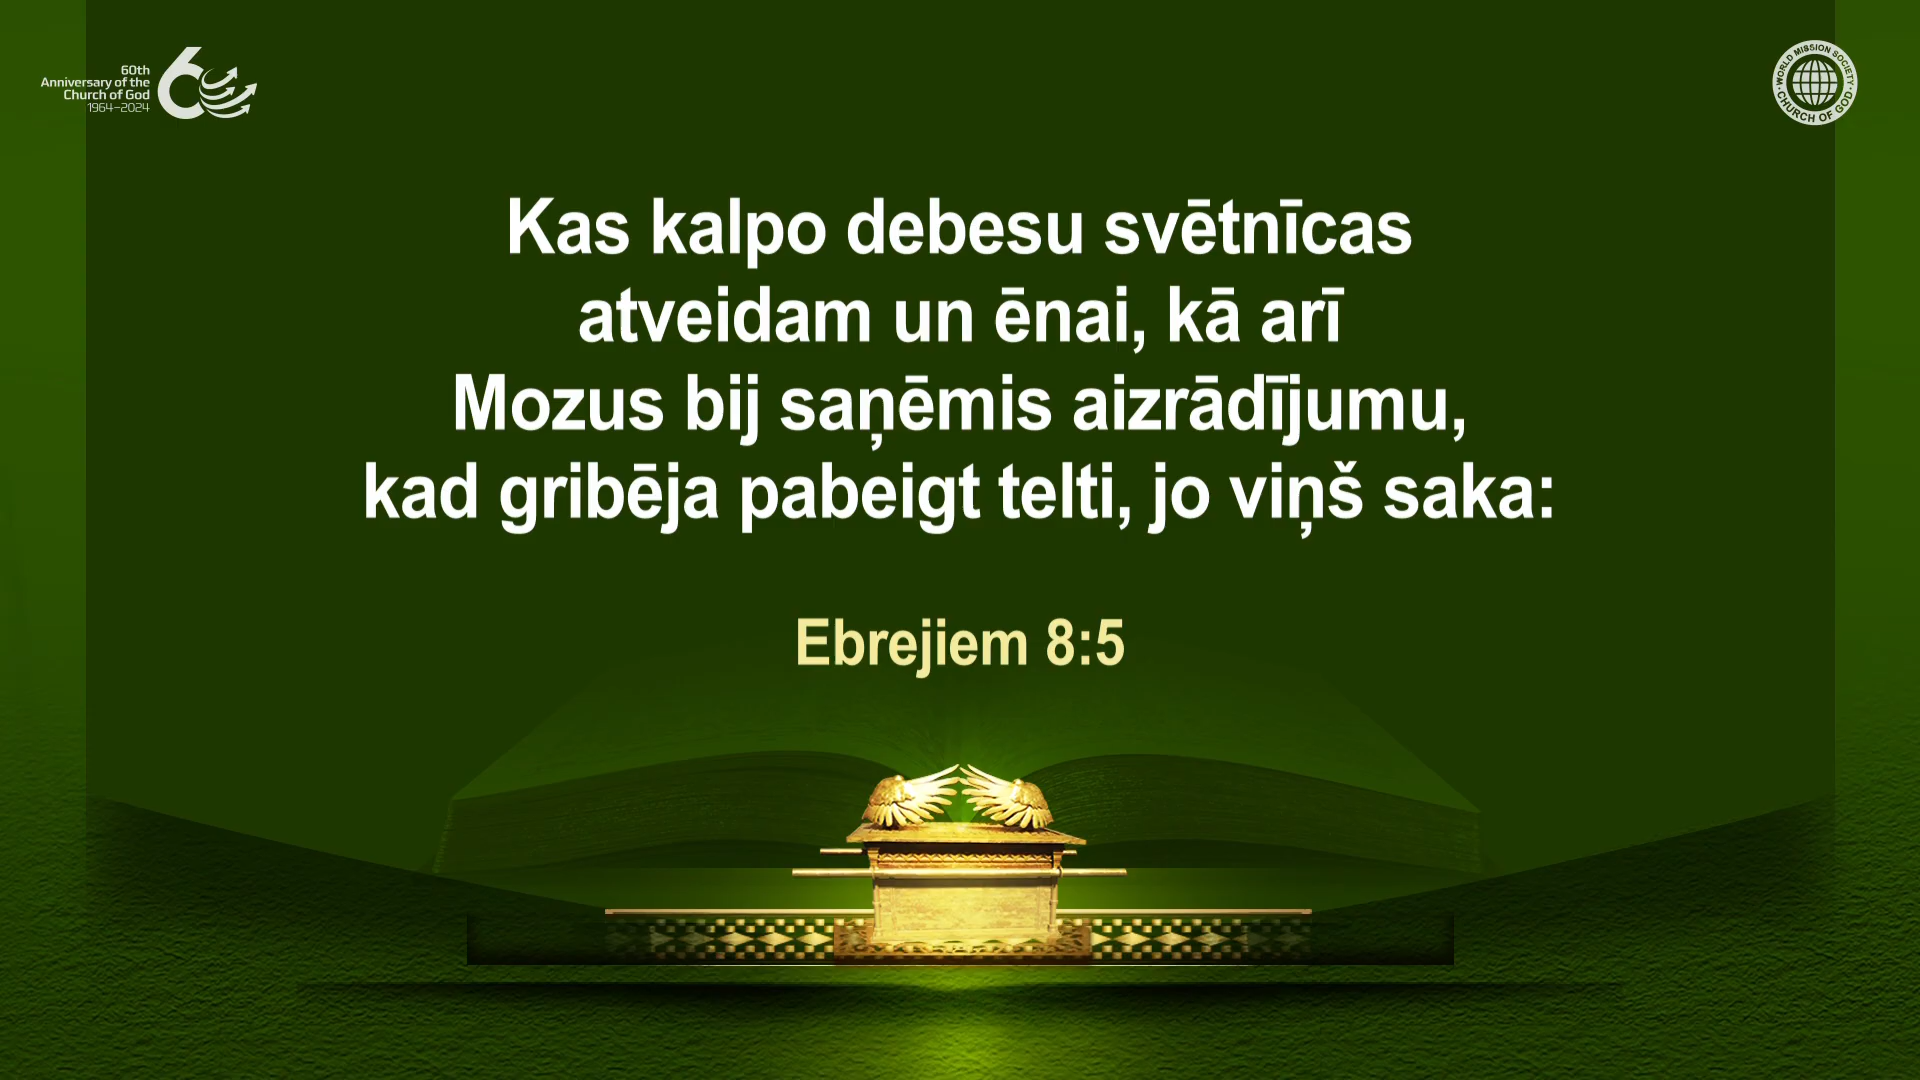 60th
Anniversary of the
Church of God
1964–2024
60
WORLD MISSION SOCIETY
CHURCH OF GOD
Kas kalpo debesu svētnīcas
atveidam un ēnai, kā arī
Mozus bij saņēmis aizrādījumu,
kad gribēja pabeigt telti, jo viņš saka:
Ebrejiem 8:5